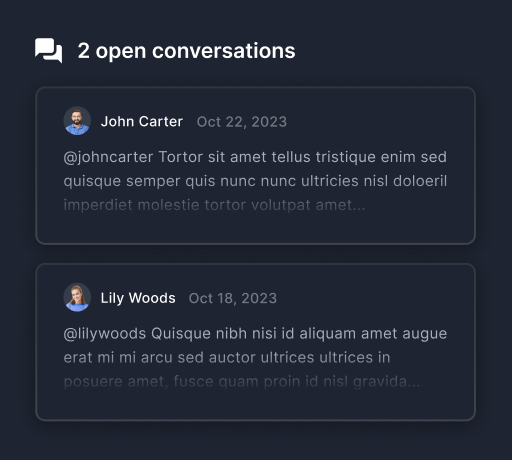 2 open conversations
John Carter Oct 22, 2023
@johncarter Tortor sit amet tellus tristique enim sed
quisque semper quis nunc nunc ultricies nisl doloeril
imperdiet molestie tortor volutpat amet...
Lily Woods Oct 18, 2023
@lilywoods Quisque nibh nisi id aliquam amet augue
erat mi mi arcu sed auctor ultrices ultrices in
posuere amet, fusce quam proin id nisl gravida...